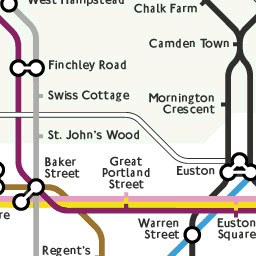 West Hampstead
Chalk Farm
Camden Town
Finchley Road
Swiss Cottage
Mornington
Crescent
St. John's Wood
Baker
Street
Great
Portland
Street
Euston
Warren
Street
Euston
Square
Regent's